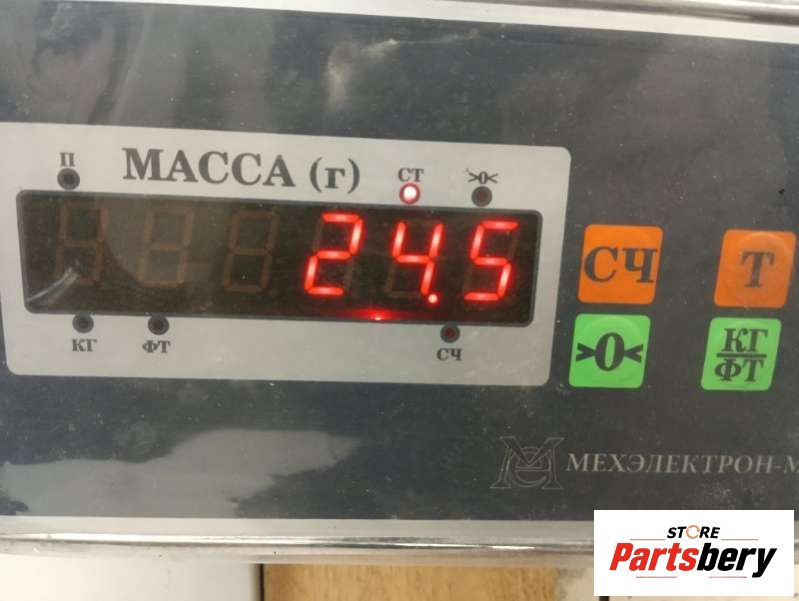 П МАССА (г) СТ >0<
24.5
КГ ФТ СЧ
СЧ Т
>0< КГ/ФТ
МЕХЭЛЕКТРОН-М
STORE
Partsbery